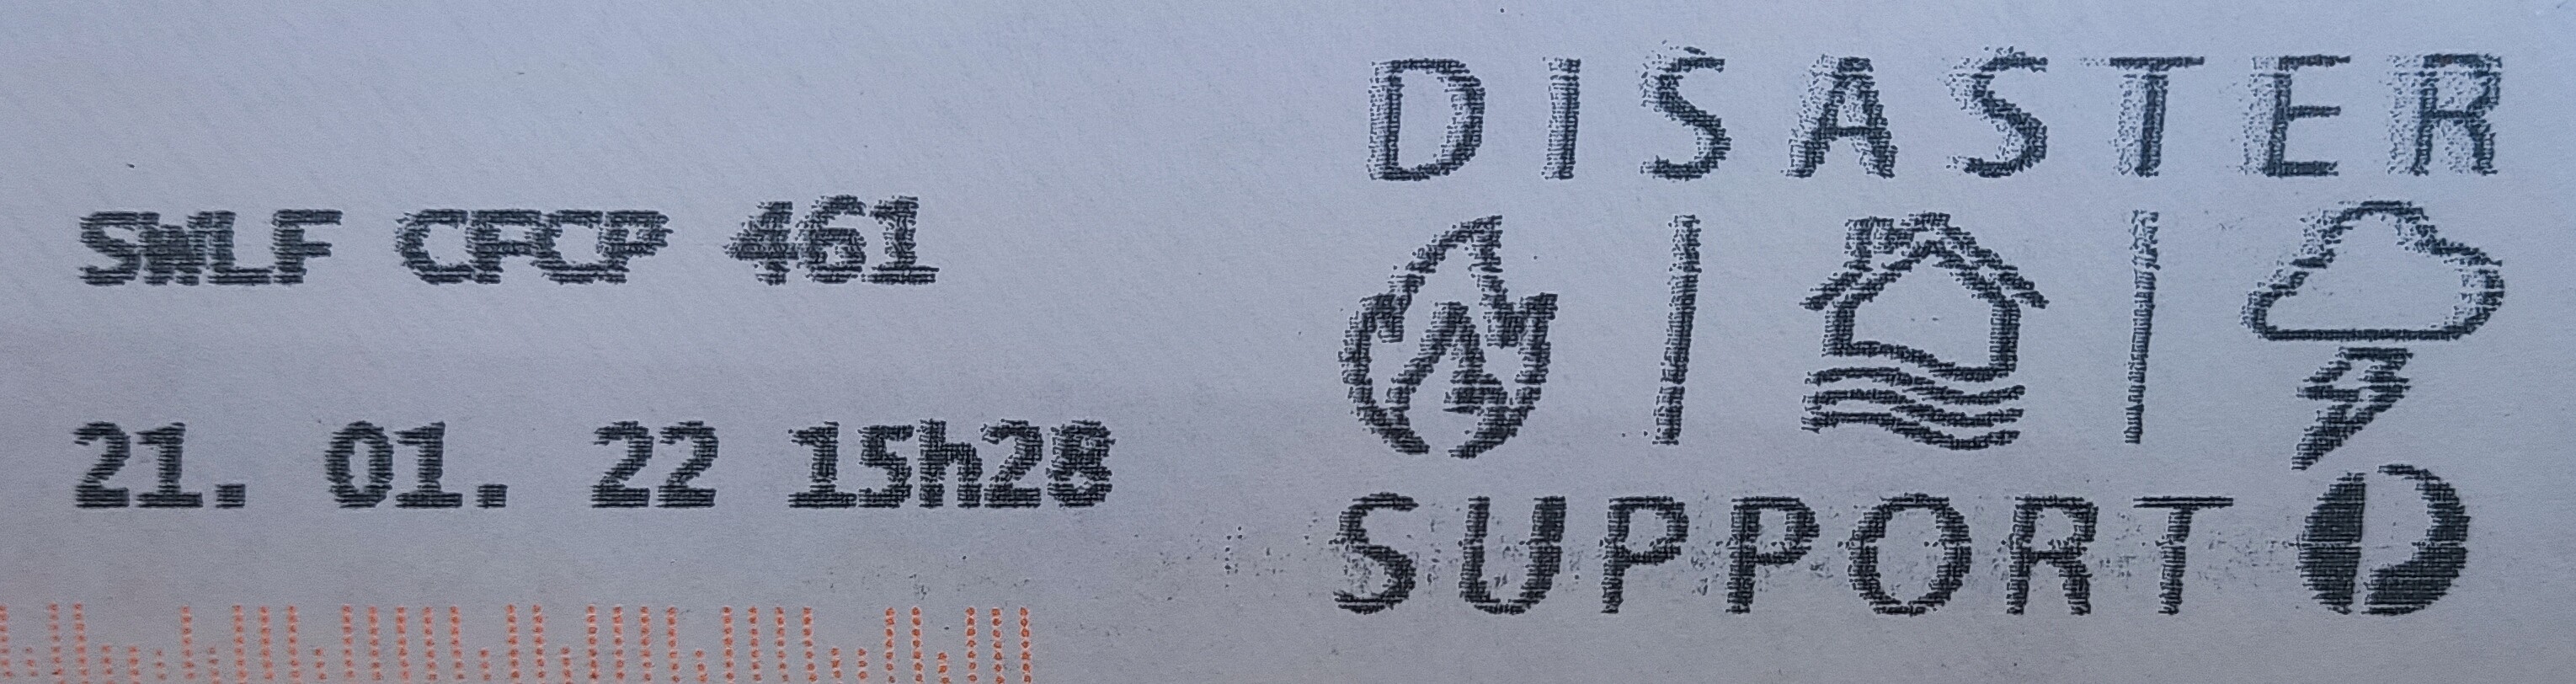 DISASTER
SWLF CFCP 461
21. 01. 22 15h28
SUPPORT